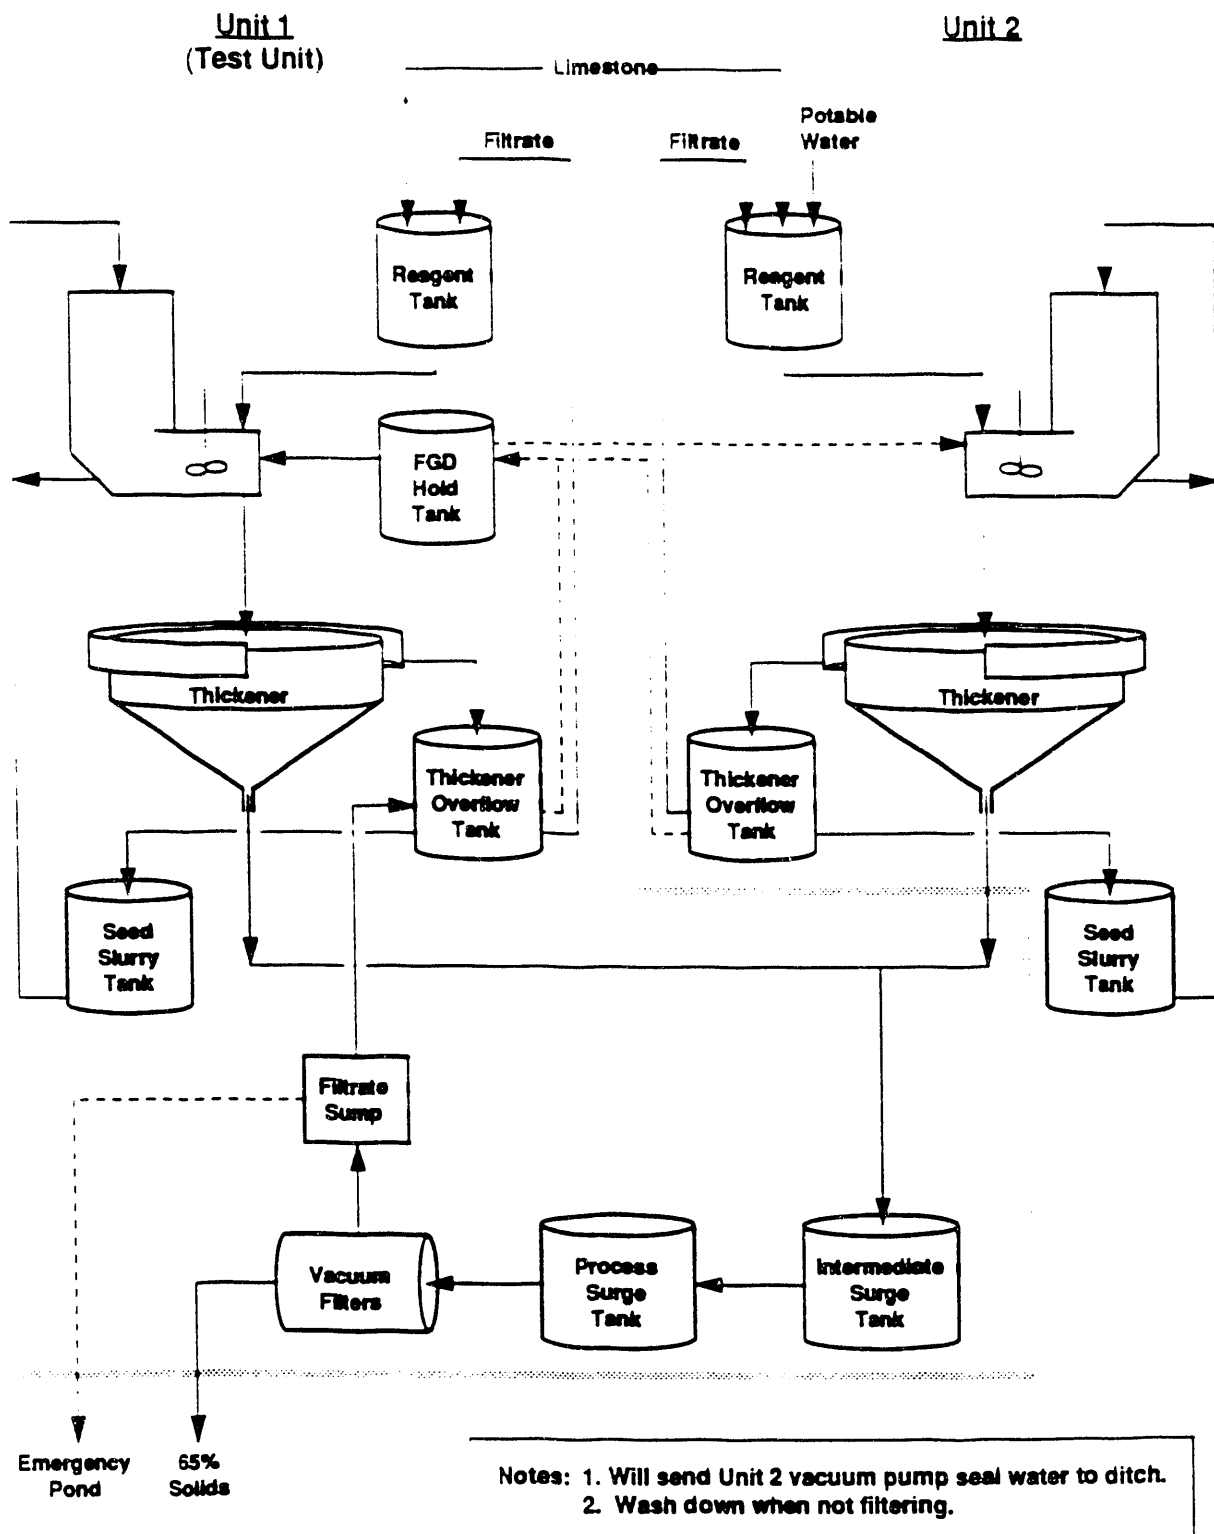 Unit 1
(Test Unit)
Unit 2
Limestone
Filtrate
Filtrate
Potable
Water
Reagent
Tank
Reagent
Tank
FGD
Hold
Tank
Thickener
Thickener
Thickener
Overflow
Tank
Thickener
Overflow
Tank
Seed
Slurry
Tank
Seed
Slurry
Tank
Filtrate
Sump
Vacuum
Filters
Process
Surge
Tank
Intermediate
Surge
Tank
Emergency
Pond
65%
Solids
Notes: 1. Will send Unit 2 vacuum pump seal water to ditch.
2. Wash down when not filtering.